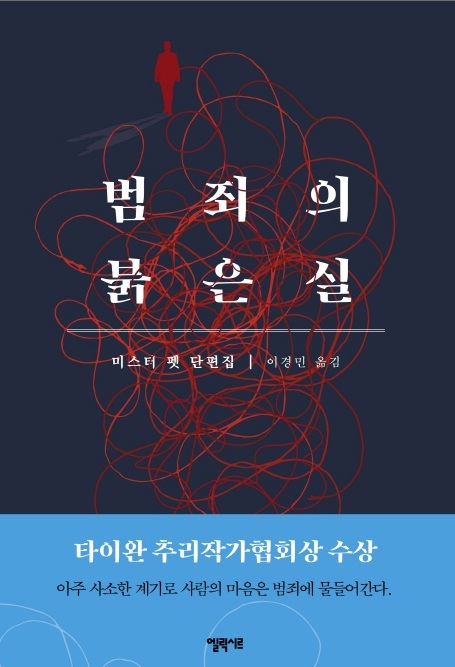 범죄의
붉은 실
미스터 펫 단편집 | 이경민 옮김
타이완 추리작가협회상 수상
아주 사소한 계기로 사람의 마음은 범죄에 물들어간다.
엘릭시르